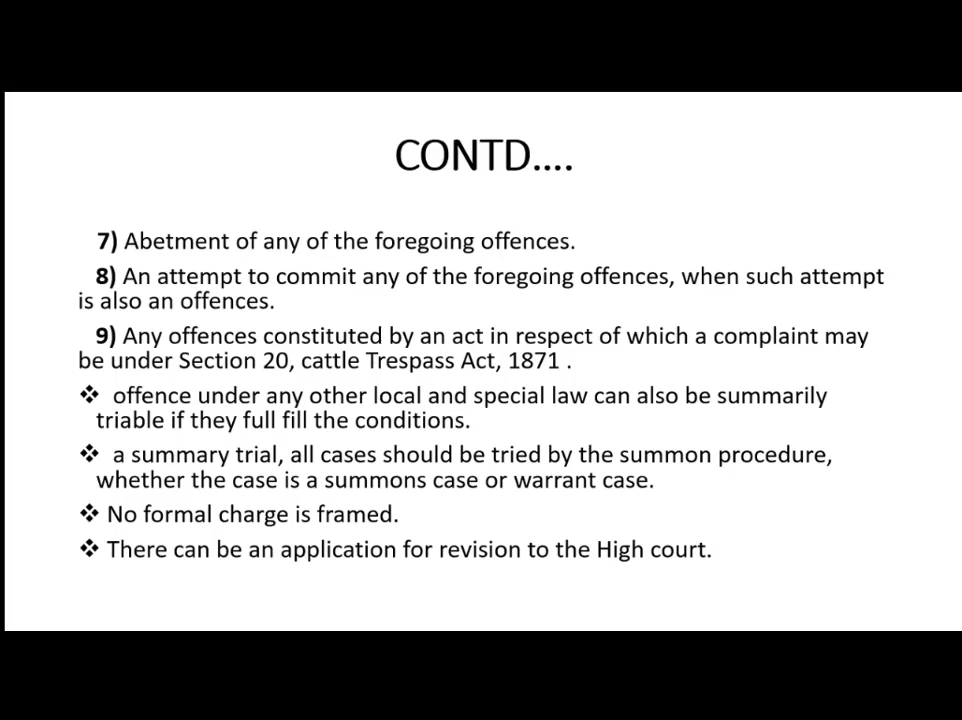 CONTD....
7) Abetment of any of the foregoing offences.
8) An attempt to commit any of the foregoing offences, when such attempt
is also an offences.
9) Any offences constituted by an act in respect of which a complaint may
be under Section 20, cattle Trespass Act, 1871 .
❖ offence under any other local and special law can also be summarily
triable if they full fill the conditions.
❖ a summary trial, all cases should be tried by the summon procedure,
whether the case is a summons case or warrant case.
❖ No formal charge is framed.
❖ There can be an application for revision to the High court.